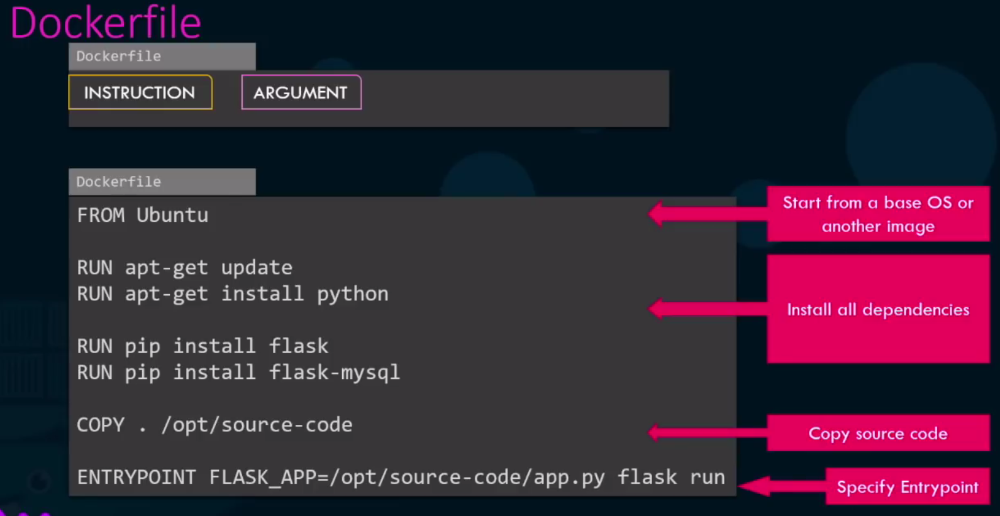 Dockerfile
Dockerfile
INSTRUCTION ARGUMENT
Dockerfile
FROM Ubuntu
Start from a base OS or
another image
RUN apt-get update
RUN apt-get install python
Install all dependencies
RUN pip install flask
RUN pip install flask-mysql
COPY . /opt/source-code
Copy source code
ENTRYPOINT FLASK_APP=/opt/source-code/app.py flask run
Specify Entrypoint